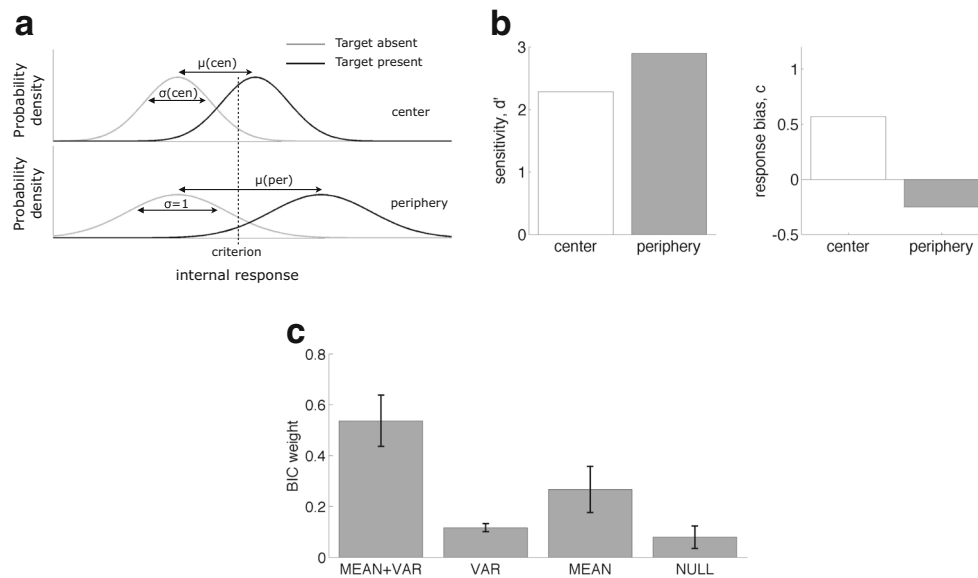 a
Target absent
Target present
Probability
density
μ(cen)
σ(cen)
center
Probability
density
μ(per)
σ=1
periphery
criterion
internal response
b
sensitivity, d'
3
2
1
0
center
periphery
response bias, c
1
0.5
0
-0.5
center
periphery
c
BIC weight
0.8
0.6
0.4
0.2
0
MEAN+VAR
VAR
MEAN
NULL